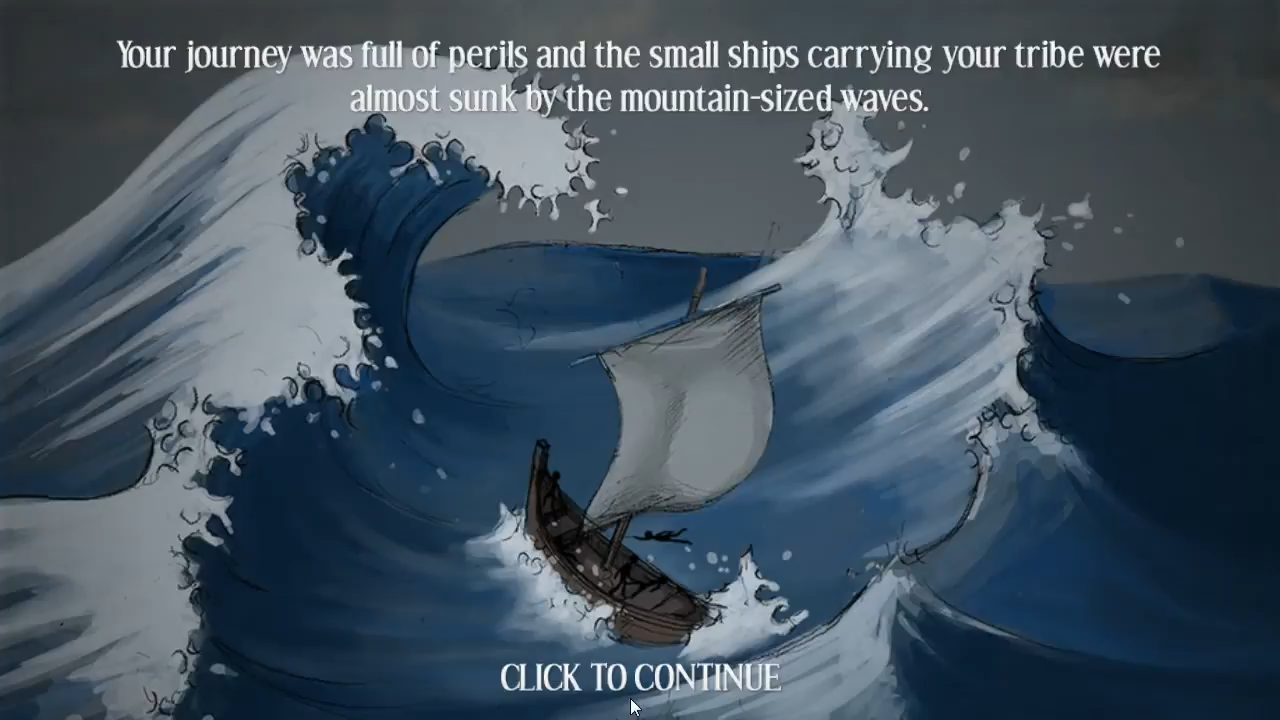 Your journey was full of perils and the small ships carrying your tribe were
almost sunk by the mountain-sized waves.
CLICK TO CONTINUE